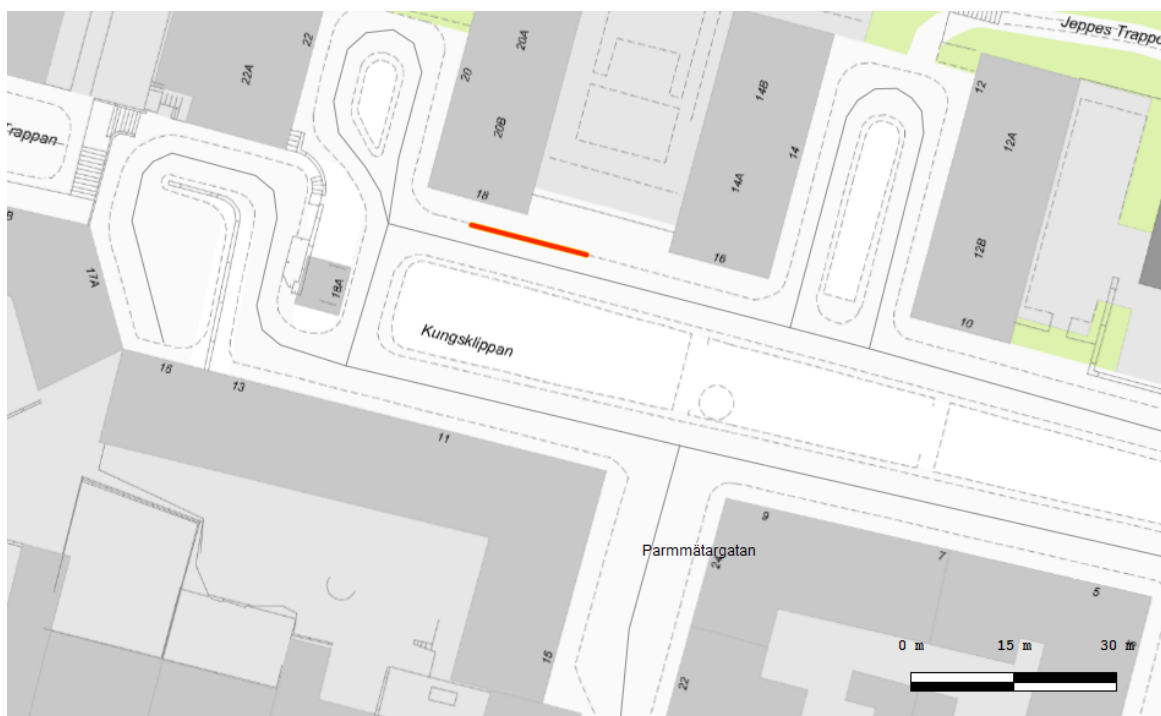 Jeppes Trappor
22
20A
20
22A
20B
18
14B
14
14A
16
12
12A
12B
10
Trappan
17A
18A
Kungsklippan
15
13
11
9
7
5
Parmmätargatan
24
22
15
0 m 15 m 30 m